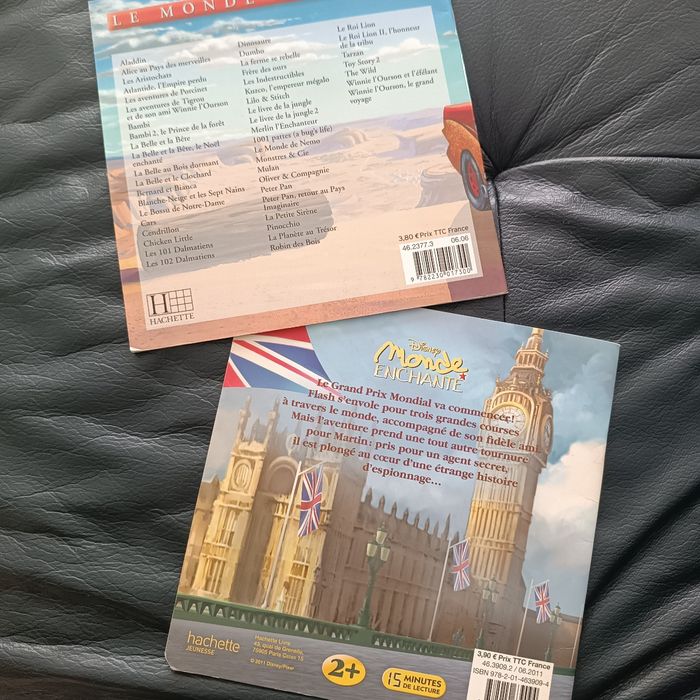 LE MONDE
Aladdin
Alice au Pays des merveilles
Les Aristochats
Atlantide, l'Empire perdu
Les aventures de Porcinet
Les aventures de Tigrou
et de son ami Winnie l'Ourson
Bambi
Bambi 2, le Prince de la forêt
La Belle et la Bête
La Belle et la Bête, le Noël
enchanté
La Belle au Bois dormant
La Belle et le Clochard
Bernard et Bianca
Blanche-Neige et les Sept Nains
Le Bossu de Notre-Dame
Cars
Cendrillon
Chicken Little
Les 101 Dalmatiens
Les 102 Dalmatiens
Dinosaure
Dumbo
La ferme se rebelle
Frère des ours
Les Indestructibles
Kuzco, l'empereur mégalo
Lilo & Stitch
Le livre de la jungle
Le livre de la jungle 2
Merlin l'Enchanteur
1001 pattes (a bug's life)
Le Monde de Nemo
Monstres & Cie
Mulan
Oliver & Compagnie
Peter Pan
Peter Pan, retour au Pays
Imaginaire
La Petite Sirène
Pinocchio
La Planète au Trésor
Robin des Bois
Le Roi Lion
Le Roi Lion II, l'honneur
de la tribu
Tarzan
Toy Story 2
The Wild
Winnie l'Ourson et l'éfélant
Winnie l'Ourson, le grand
voyage
3,80 € Prix TTC France
46.2377.3 06.06
9 782230 017300
H
HACHETTE
Disney
Monde
ENCHANTÉ
Le Grand Prix Mondial va commencer!
Flash s'envole pour trois grandes courses
à travers le monde, accompagné de son fidèle ami.
Mais l'aventure prend une tout autre tournure
pour Martin : pris pour un agent secret,
il est plongé au cœur d'une étrange histoire
d'espionnage...
hachette
JEUNESSE
Hachette Livre
43, quai de Grenelle,
75905 Paris Cedex 15
© 2011 Disney/Pixar
2+
15 MINUTES
DE LECTURE
3,90 € Prix TTC France
46.3909.2 / 06.2011
ISBN 978-2-01-463909-4